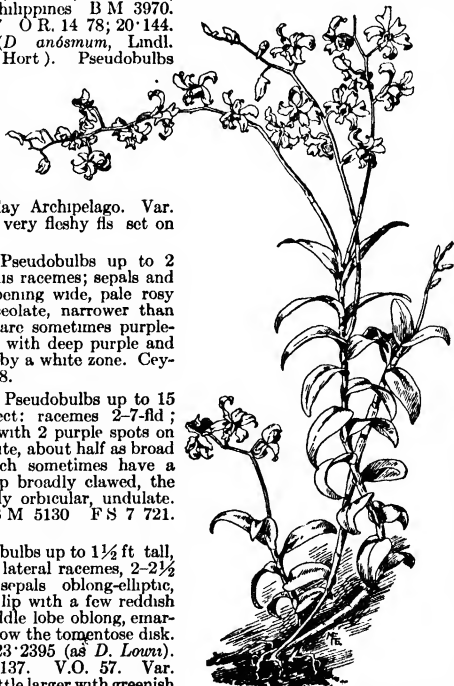 hilippines B M 3970.
O R. 14 78; 20·144.
(D anósmum, Lindl.
Hort ). Pseudobulbs
lay Archipelago. Var.
very fleshy fls set on
Pseudobulbs up to 2
racemes; sepals and
pening wide, pale rosy
eolate, narrower than
are sometimes purple-
with deep purple and
by a white zone. Cey-
8.
Pseudobulbs up to 15
ect: racemes 2–7-fld ;
with 2 purple spots on
ite, about half as broad
ch sometimes have a
p broadly clawed, the
ly orbicular, undulate.
B M 5130 F S 7 721.
bulbs up to 1½ ft tall,
lateral racemes, 2–2½
sepals oblong-elliptic,
lip with a few reddish
ddle lobe oblong, emar-
ow the tomentose disk.
23·2395 (as D. Lowii).
137. V.O. 57. Var.
ttle larger with greenish